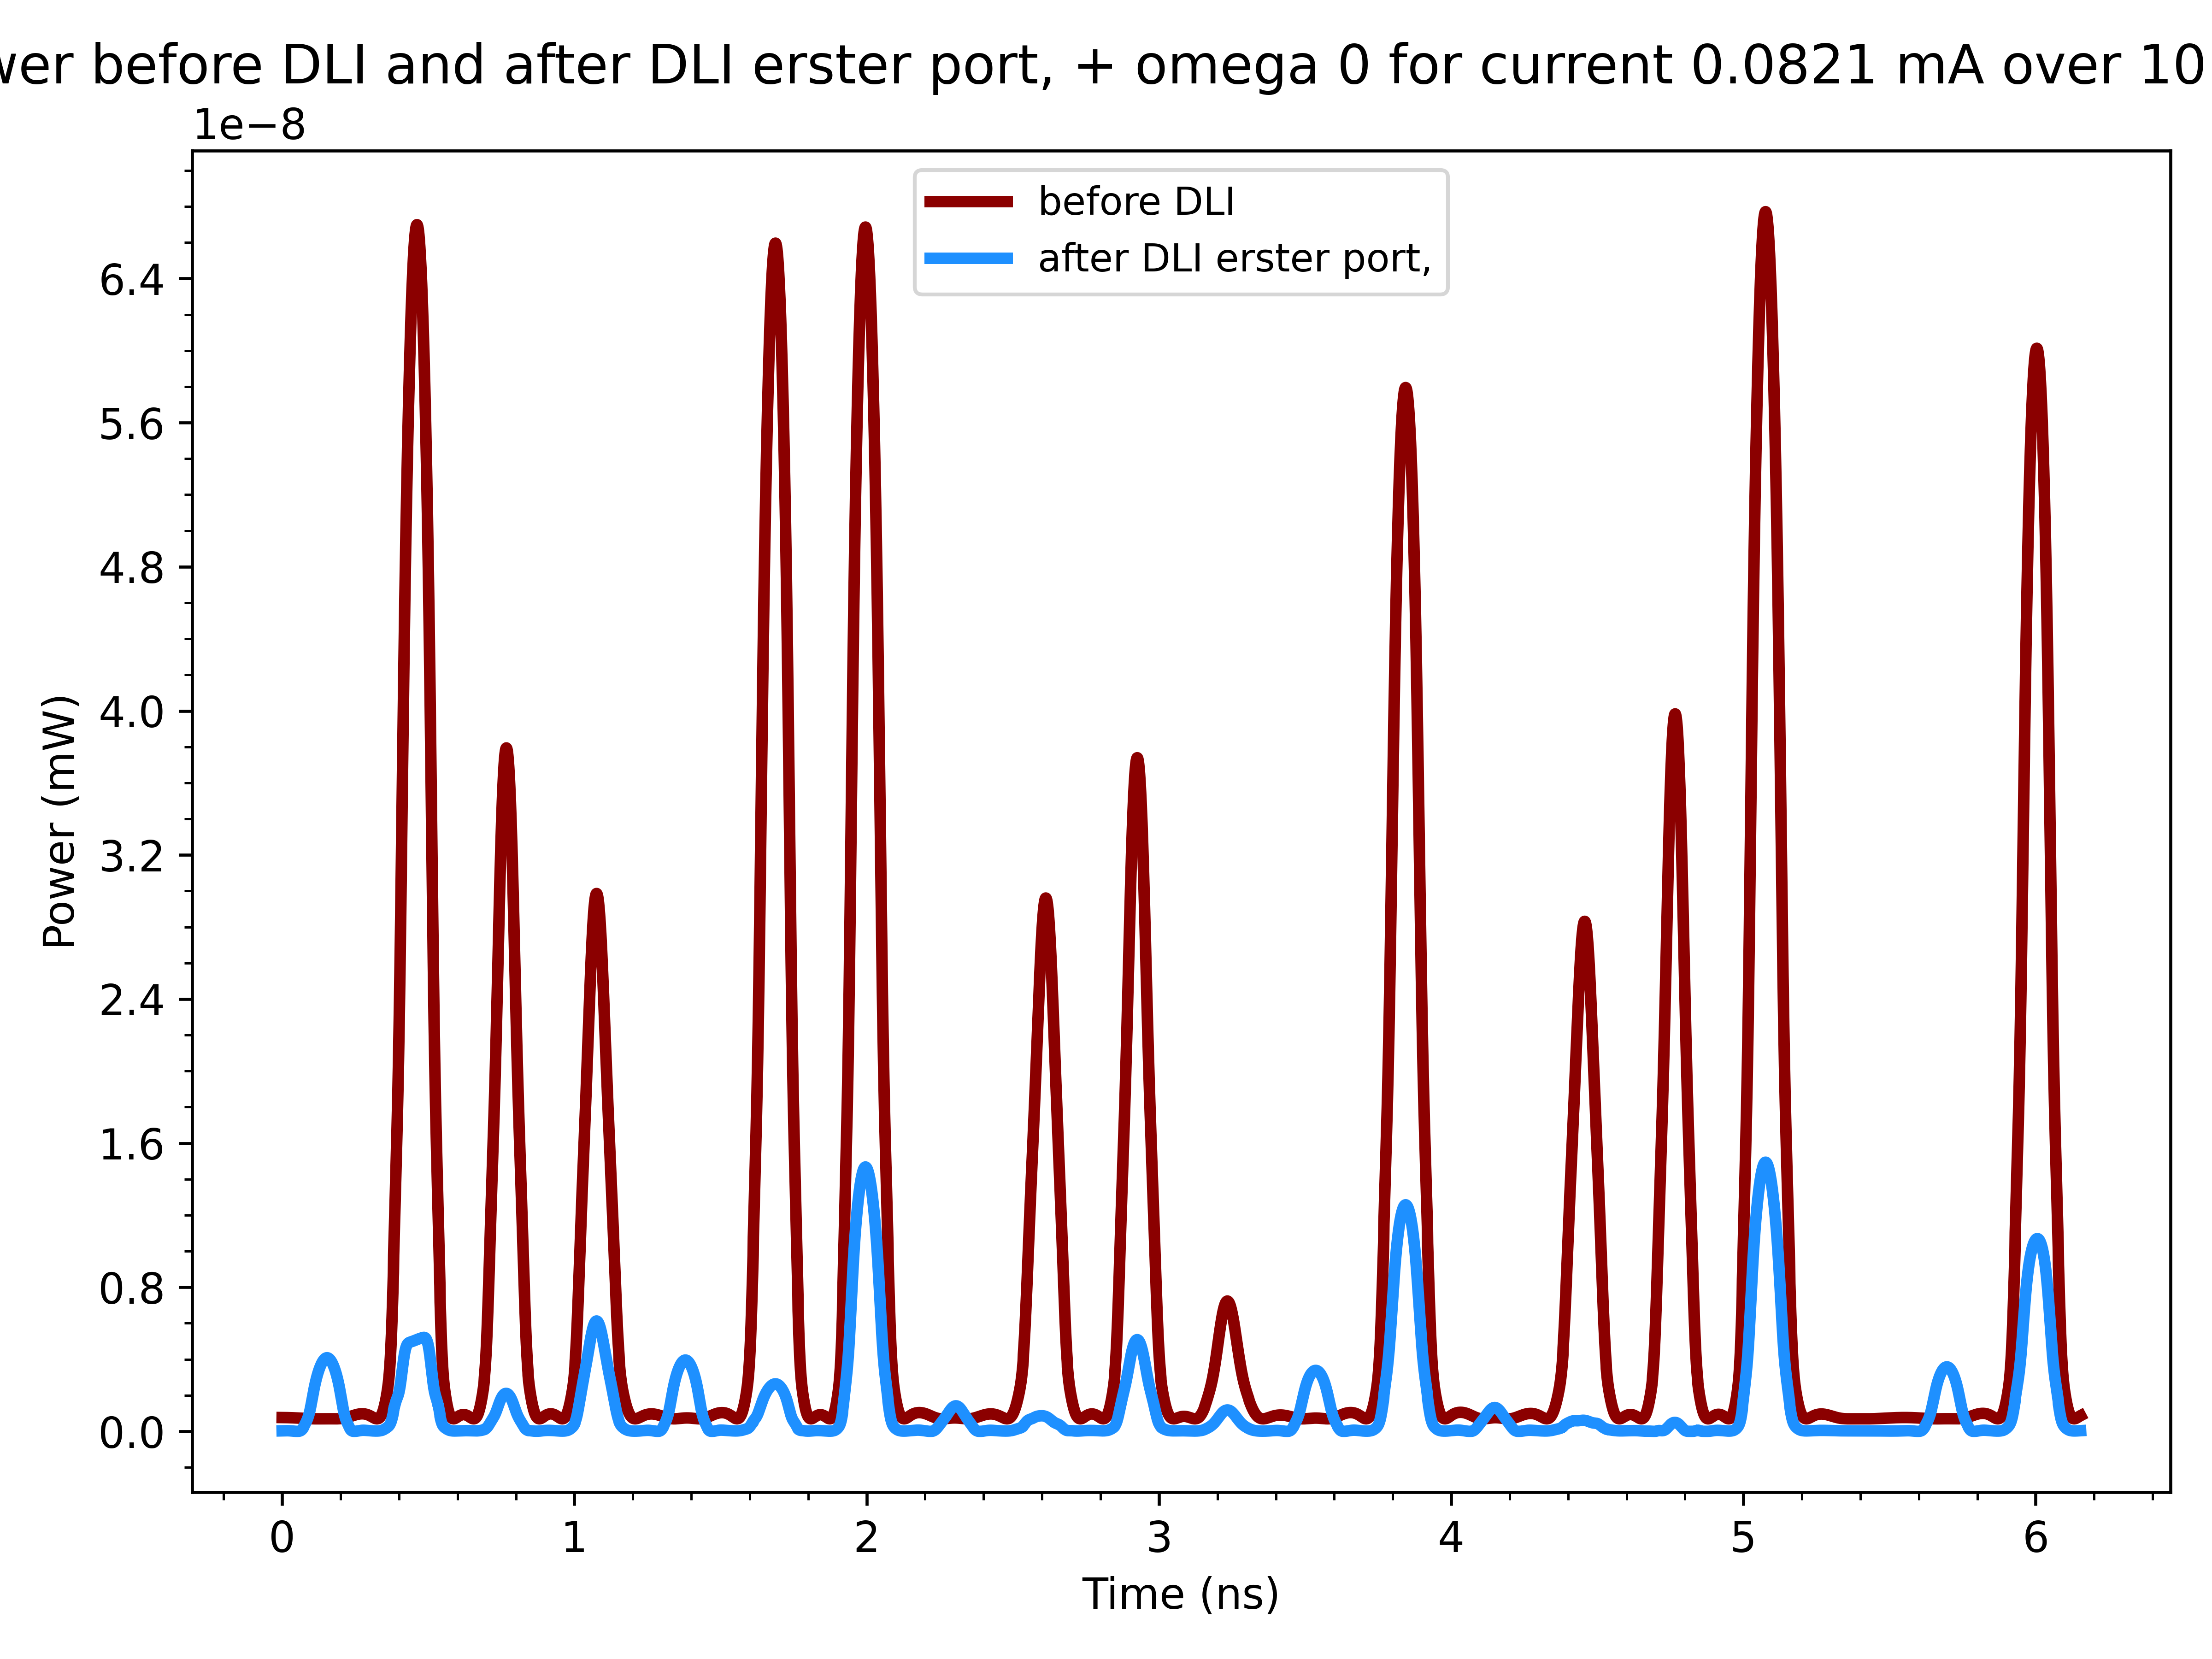 wer before DLI and after DLI erster port, + omega 0 for current 0.0821 mA over 10
1e−8
before DLI
after DLI erster port,
6.4
5.6
4.8
4.0
3.2
2.4
1.6
0.8
0.0
Power (mW)
0 1 2 3 4 5 6
Time (ns)